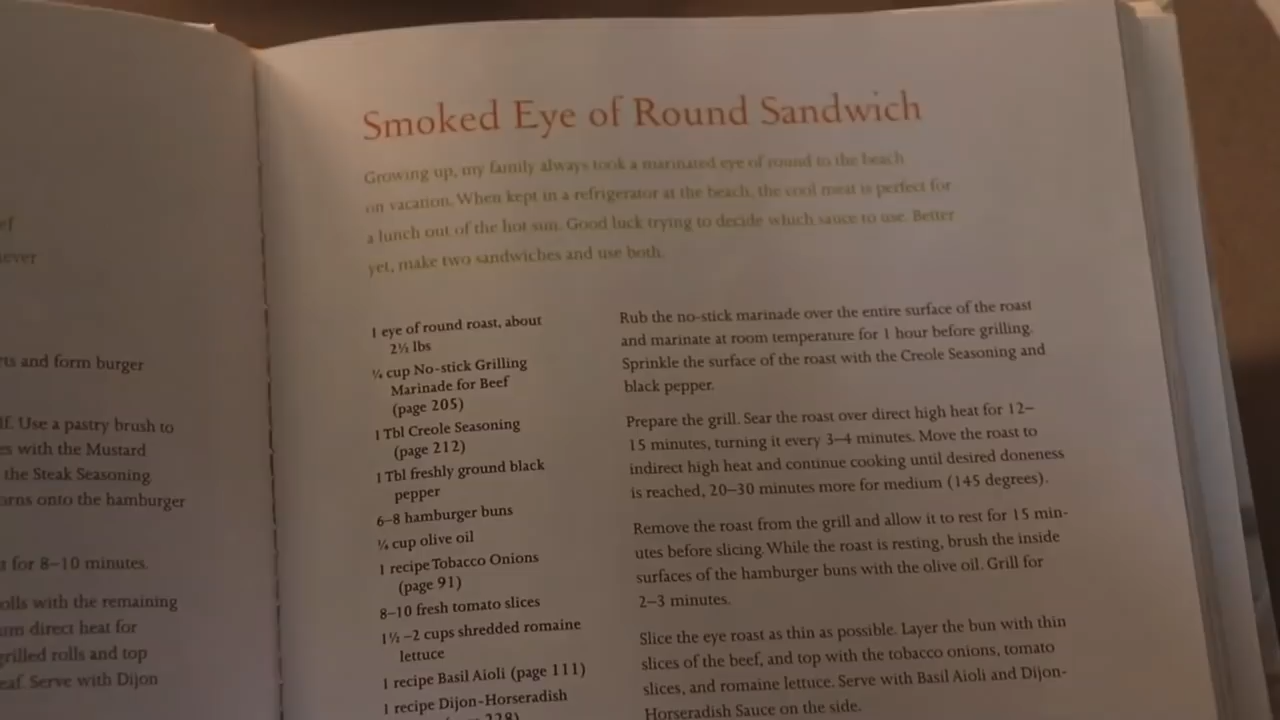 ef
ever
rts and form burger
lf. Use a pastry brush to
es with the Mustard
the Steak Seasoning
arns onto the hamburger
t for 8–10 minutes.
olls with the remaining
um direct heat for
grilled rolls and top
eaf. Serve with Dijon
Smoked Eye of Round Sandwich
Growing up, my family always took a marinated eye of round to the beach
on vacation. When kept in a refrigerator at the beach, the cool meat is perfect for
a lunch out of the hot sun. Good luck trying to decide which sauce to use. Better
yet, make two sandwiches and use both.
1 eye of round roast, about
2½ lbs
¼ cup No-stick Grilling
Marinade for Beef
(page 205)
1 Tbl Creole Seasoning
(page 212)
1 Tbl freshly ground black
pepper
6–8 hamburger buns
¼ cup olive oil
1 recipe Tobacco Onions
(page 91)
8–10 fresh tomato slices
1½–2 cups shredded romaine
lettuce
1 recipe Basil Aioli (page 111)
1 recipe Dijon-Horseradish
Rub the no-stick marinade over the entire surface of the roast
and marinate at room temperature for 1 hour before grilling.
Sprinkle the surface of the roast with the Creole Seasoning and
black pepper.
Prepare the grill. Sear the roast over direct high heat for 12–
15 minutes, turning it every 3–4 minutes. Move the roast to
indirect high heat and continue cooking until desired doneness
is reached, 20–30 minutes more for medium (145 degrees).
Remove the roast from the grill and allow it to rest for 15 min-
utes before slicing. While the roast is resting, brush the inside
surfaces of the hamburger buns with the olive oil. Grill for
2–3 minutes.
Slice the eye roast as thin as possible. Layer the bun with thin
slices of the beef, and top with the tobacco onions, tomato
slices, and romaine lettuce. Serve with Basil Aioli and Dijon-
Horseradish Sauce on the side.